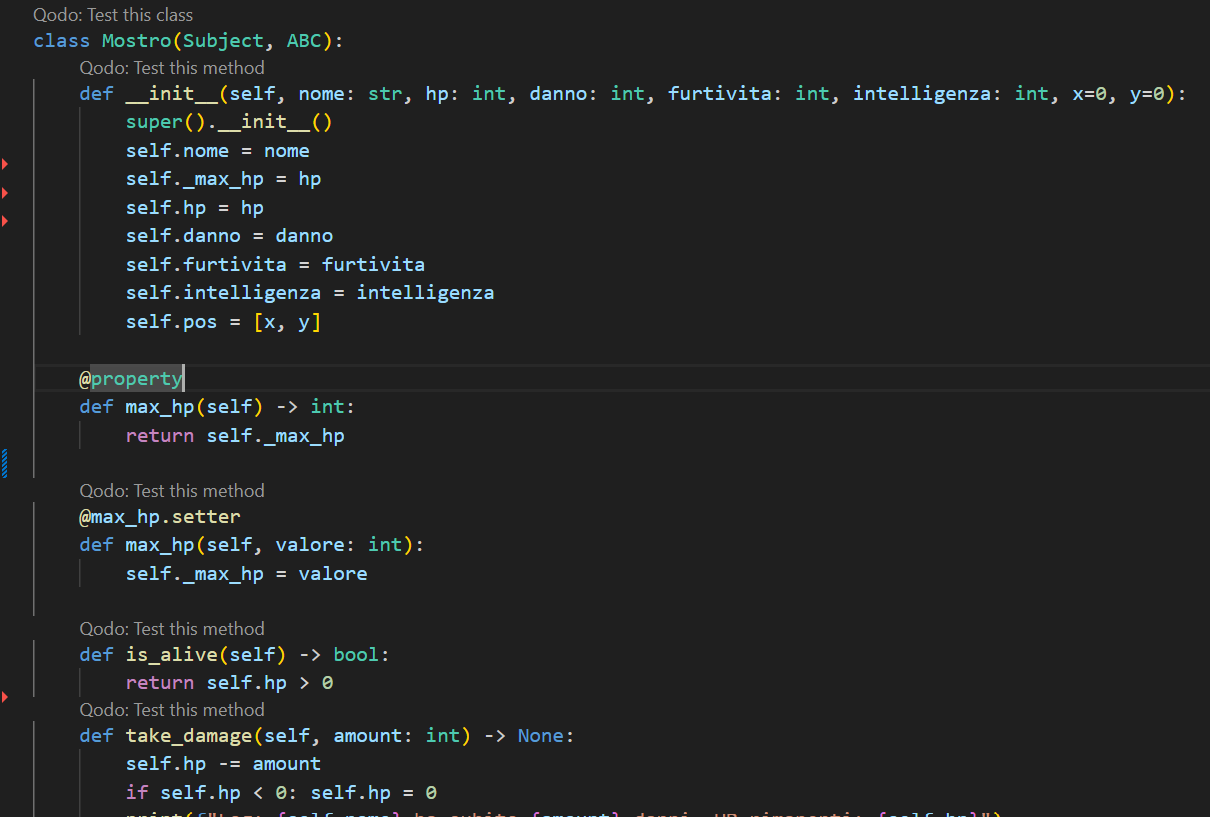 Qodo: Test this class
class Mostro(Subject, ABC):
Qodo: Test this method
def __init__(self, nome: str, hp: int, danno: int, furtivita: int, intelligenza: int, x=0, y=0):
super().__init__()
self.nome = nome
self._max_hp = hp
self.hp = hp
self.danno = danno
self.furtivita = furtivita
self.intelligenza = intelligenza
self.pos = [x, y]
@property
def max_hp(self) -> int:
return self._max_hp
Qodo: Test this method
@max_hp.setter
def max_hp(self, valore: int):
self._max_hp = valore
Qodo: Test this method
def is_alive(self) -> bool:
return self.hp > 0
Qodo: Test this method
def take_damage(self, amount: int) -> None:
self.hp -= amount
if self.hp < 0: self.hp = 0